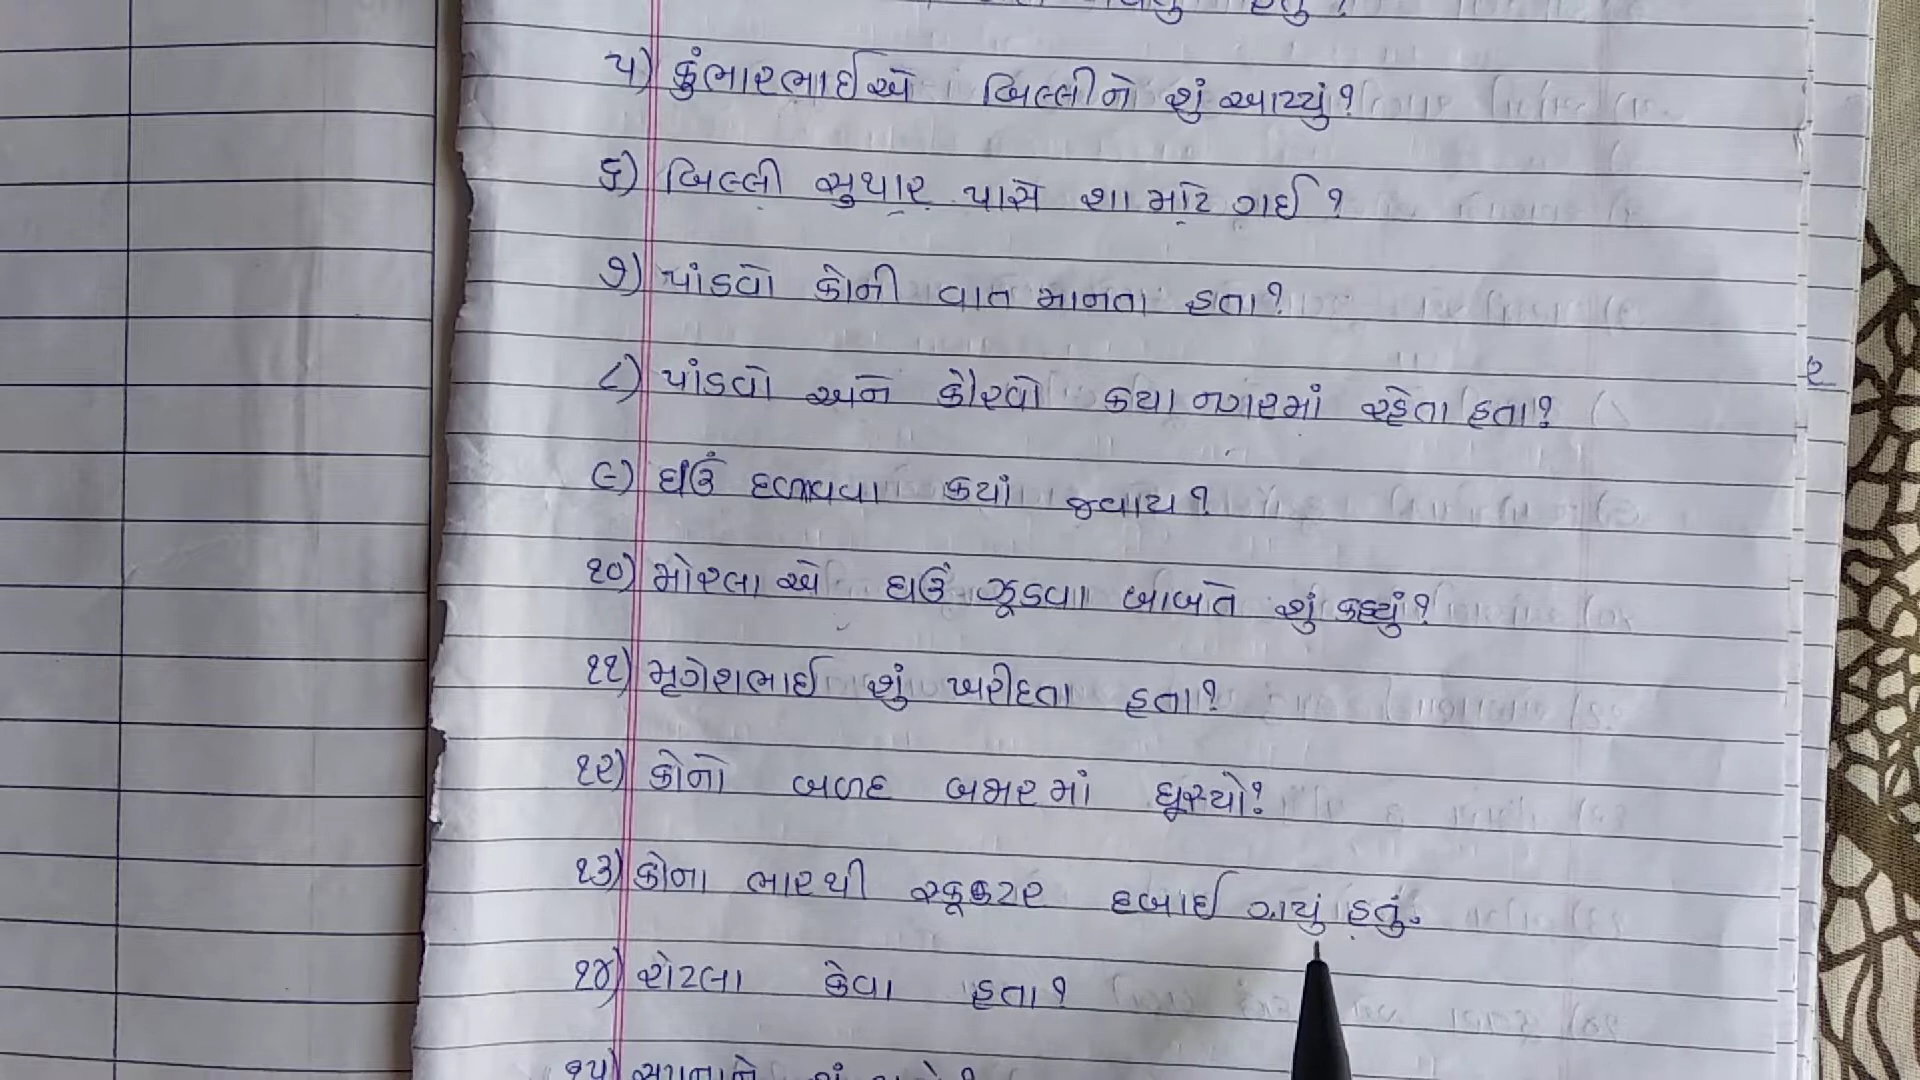 ૫) કુંભારભાઈએ બિલ્લીને શું આપ્યું?
૬) બિલ્લી સુથાર પાસે શા માટે ગઈ?
૭) પાંડવો કોની વાત માનતા હતા?
૮) પાંડવો અને કૌરવો કયા નગરમાં રહેતા હતા?
૯) ઘઉં દળાવવા કયાં જવાય?
૧૦) મોરલાએ ઘઉં ઝૂડવા બાબતે શું કહ્યું?
૧૧) મૃગેશભાઈ શું ખરીદતા હતા?
૧૨) કોનો બળદ બજારમાં ઘૂસ્યો?
૧૩) કોના ભારથી સ્કૂટર દબાઈ ગયું હતું.
૧૪) રોટલા કેવા હતા?
૧૫)